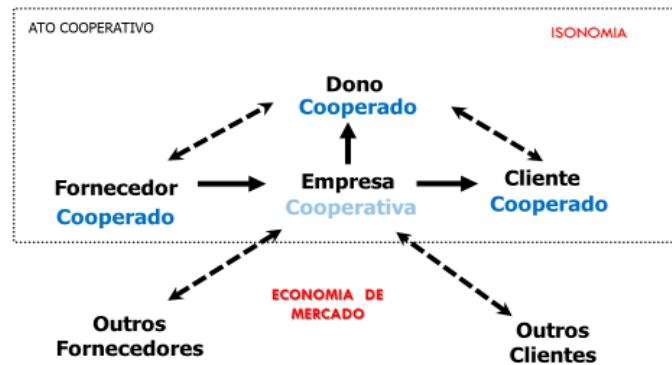 ATO COOPERATIVO
ISONOMIA
Dono
Cooperado
Fornecedor
Cooperado
Empresa
Cooperativa
Cliente
Cooperado
ECONOMIA DE
MERCADO
Outros
Fornecedores
Outros
Clientes